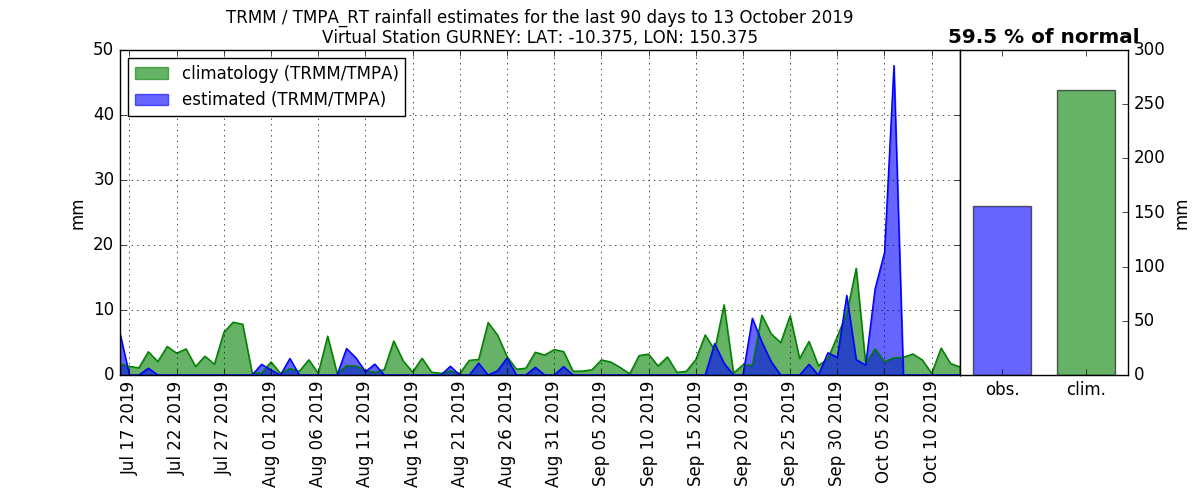 TRMM / TMPA_RT rainfall estimates for the last 90 days to 13 October 2019
Virtual Station GURNEY: LAT: -10.375, LON: 150.375
59.5 % of normal
climatology (TRMM/TMPA)
estimated (TRMM/TMPA)
50
40
30
20
10
0
mm
Jul 17 2019
Jul 22 2019
Jul 27 2019
Aug 01 2019
Aug 06 2019
Aug 11 2019
Aug 16 2019
Aug 21 2019
Aug 26 2019
Aug 31 2019
Sep 05 2019
Sep 10 2019
Sep 15 2019
Sep 20 2019
Sep 25 2019
Sep 30 2019
Oct 05 2019
Oct 10 2019
obs.
clim.
300
250
200
150
100
50
0
mm